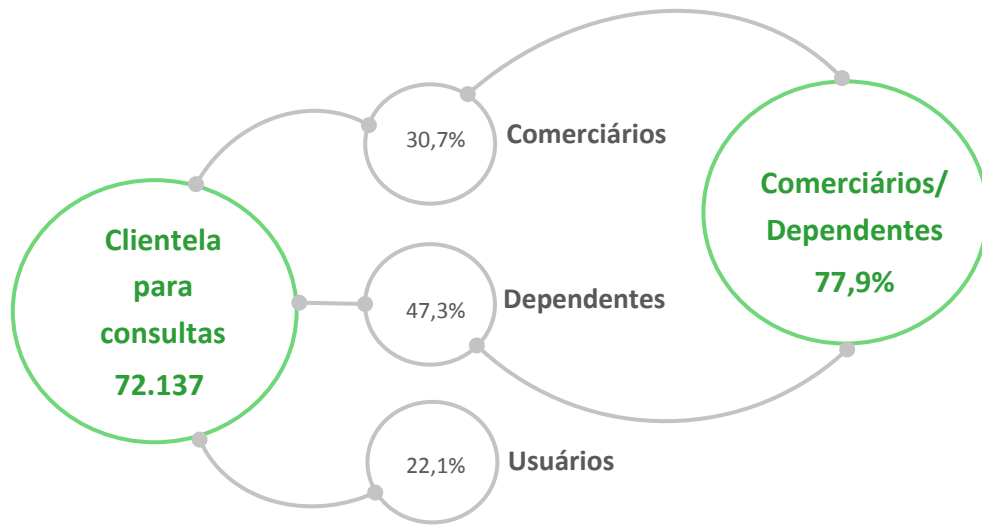 Clientela
para
consultas
72.137
30,7%
Comerciários
47,3%
Dependentes
22,1%
Usuários
Comerciários/
Dependentes
77,9%